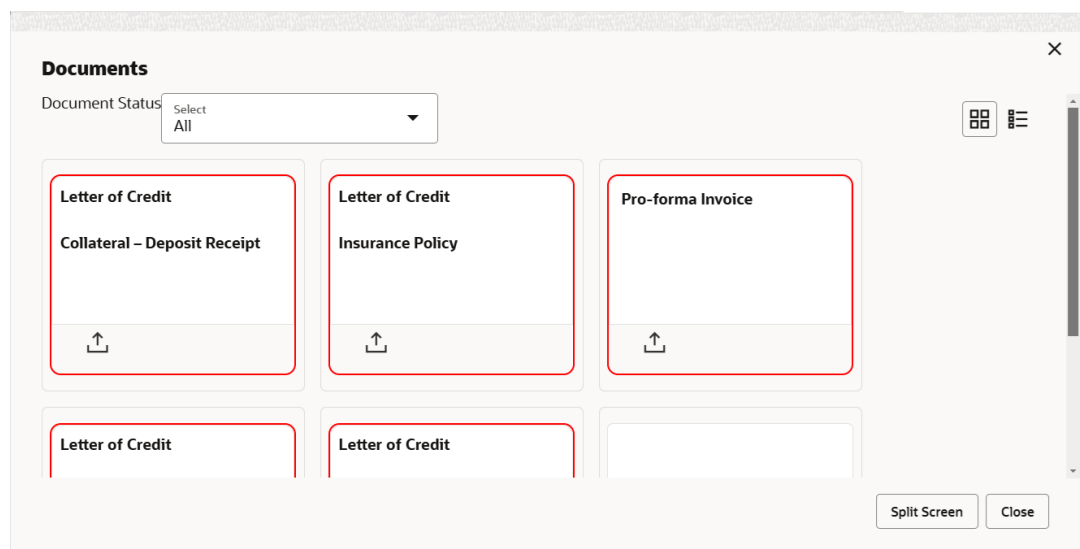 Documents
Document Status
Select
All
Letter of Credit
Collateral – Deposit Receipt
Letter of Credit
Insurance Policy
Pro-forma Invoice
Letter of Credit
Letter of Credit
Split Screen
Close